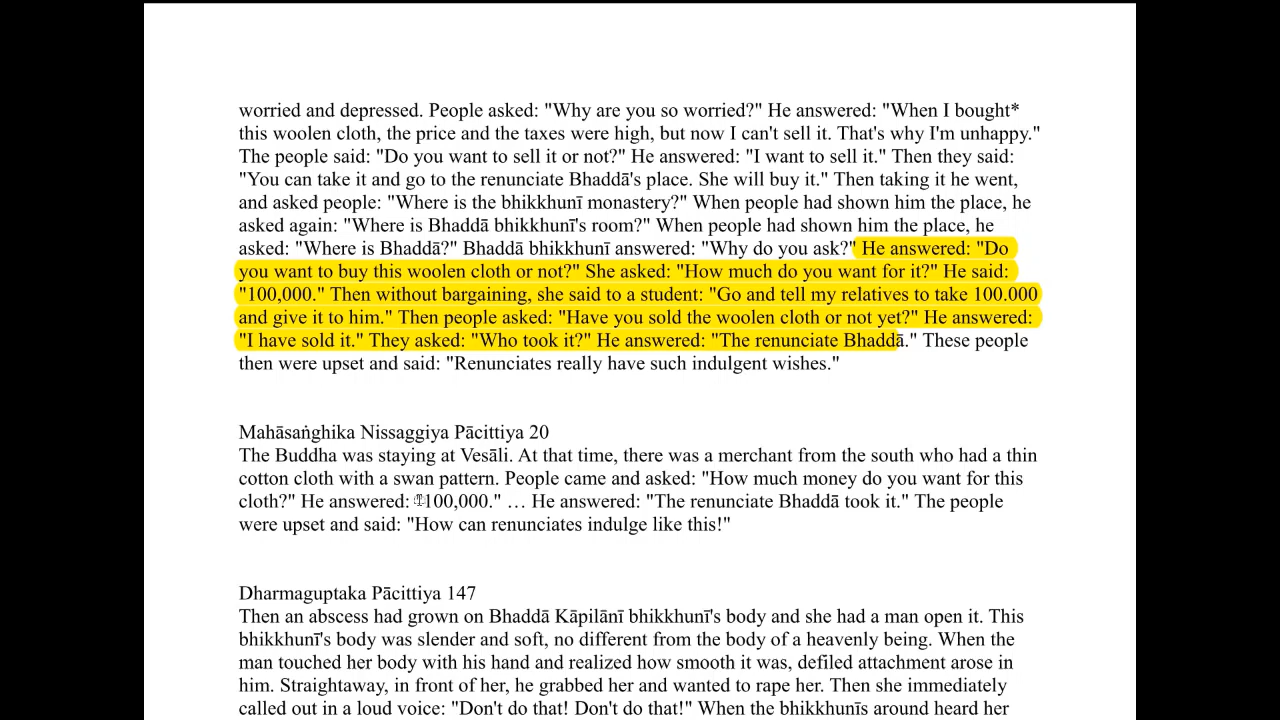 worried and depressed. People asked: "Why are you so worried?" He answered: "When I bought*
this woolen cloth, the price and the taxes were high, but now I can't sell it. That's why I'm unhappy."
The people said: "Do you want to sell it or not?" He answered: "I want to sell it." Then they said:
"You can take it and go to the renunciate Bhaddā's place. She will buy it." Then taking it he went,
and asked people: "Where is the bhikkhunī monastery?" When people had shown him the place, he
asked again: "Where is Bhaddā bhikkhunī's room?" When people had shown him the place, he
asked: "Where is Bhaddā?" Bhaddā bhikkhunī answered: "Why do you ask?" He answered: "Do
you want to buy this woolen cloth or not?" She asked: "How much do you want for it?" He said:
"100,000." Then without bargaining, she said to a student: "Go and tell my relatives to take 100.000
and give it to him." Then people asked: "Have you sold the woolen cloth or not yet?" He answered:
"I have sold it." They asked: "Who took it?" He answered: "The renunciate Bhaddā." These people
then were upset and said: "Renunciates really have such indulgent wishes."
Mahāsaṅghika Nissaggiya Pācittiya 20
The Buddha was staying at Vesāli. At that time, there was a merchant from the south who had a thin
cotton cloth with a swan pattern. People came and asked: "How much money do you want for this
cloth?" He answered: "100,000." … He answered: "The renunciate Bhaddā took it." The people
were upset and said: "How can renunciates indulge like this!"
Dharmaguptaka Pācittiya 147
Then an abscess had grown on Bhaddā Kāpilānī bhikkhunī's body and she had a man open it. This
bhikkhunī's body was slender and soft, no different from the body of a heavenly being. When the
man touched her body with his hand and realized how smooth it was, defiled attachment arose in
him. Straightaway, in front of her, he grabbed her and wanted to rape her. Then she immediately
called out in a loud voice: "Don't do that! Don't do that!" When the bhikkhunīs around heard her